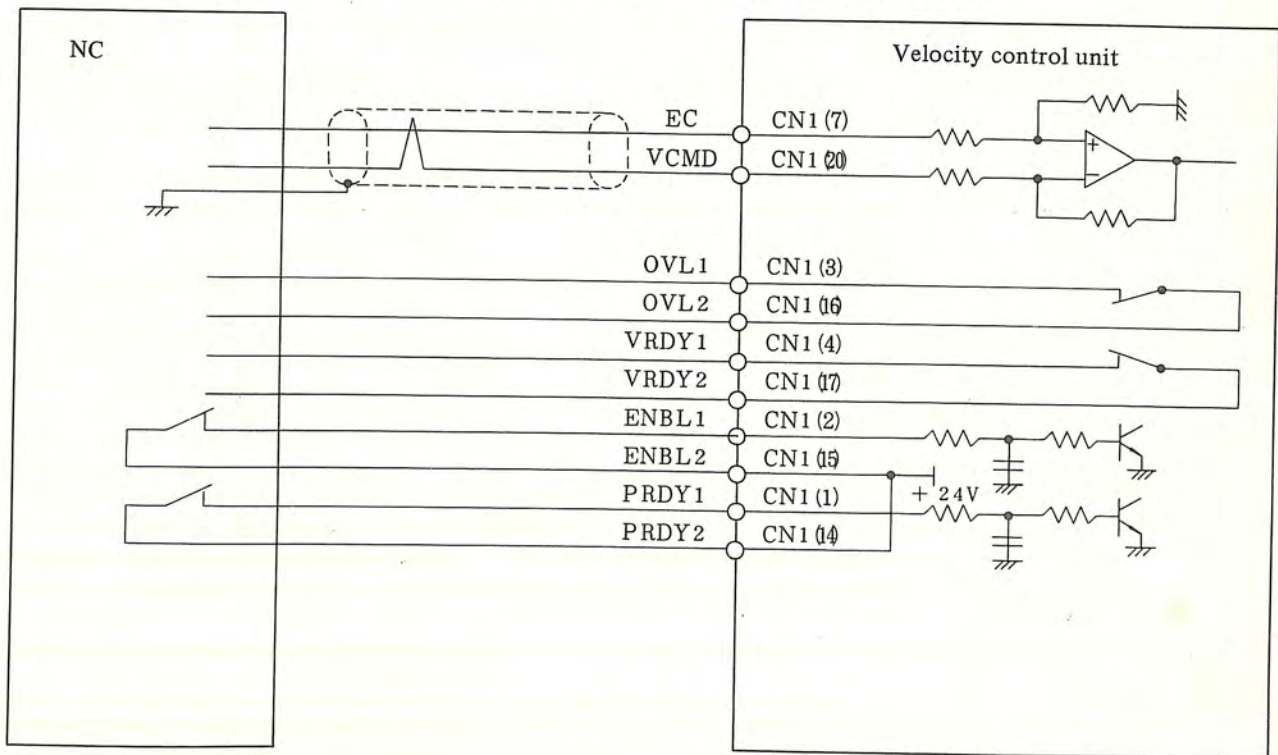 NC
Velocity control unit
EC CN1(7)
VCMD CN1(20)
+
−
OVL1 CN1(3)
OVL2 CN1(16)
VRDY1 CN1(4)
VRDY2 CN1(17)
ENBL1 CN1(2)
ENBL2 CN1(15)
PRDY1 CN1(1) + 24V
PRDY2 CN1(14)